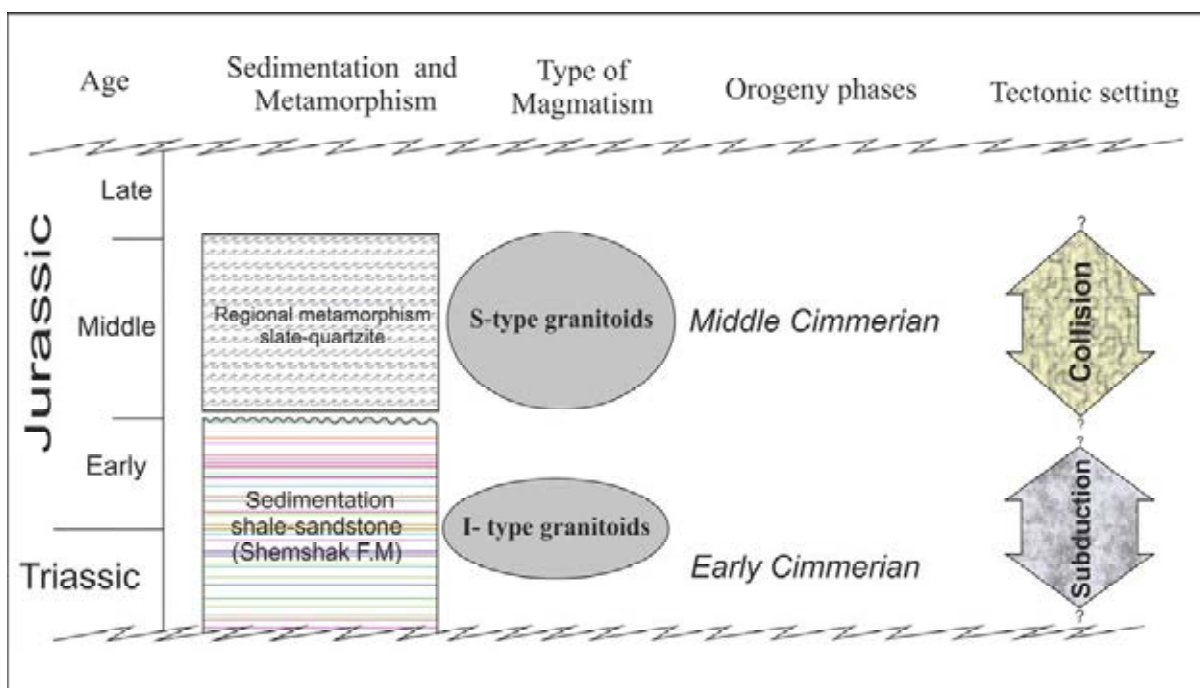 Age
Sedimentation and
Metamorphism
Type of
Magmatism
Orogeny phases
Tectonic setting
Jurassic
Late
Middle
Early
Triassic
Regional metamorphism
slate-quartzite
Sedimentation
shale-sandstone
(Shemshak F.M)
S-type granitoids
I- type granitoids
Middle Cimmerian
Early Cimmerian
?
Collision
?
?
Subduction
?